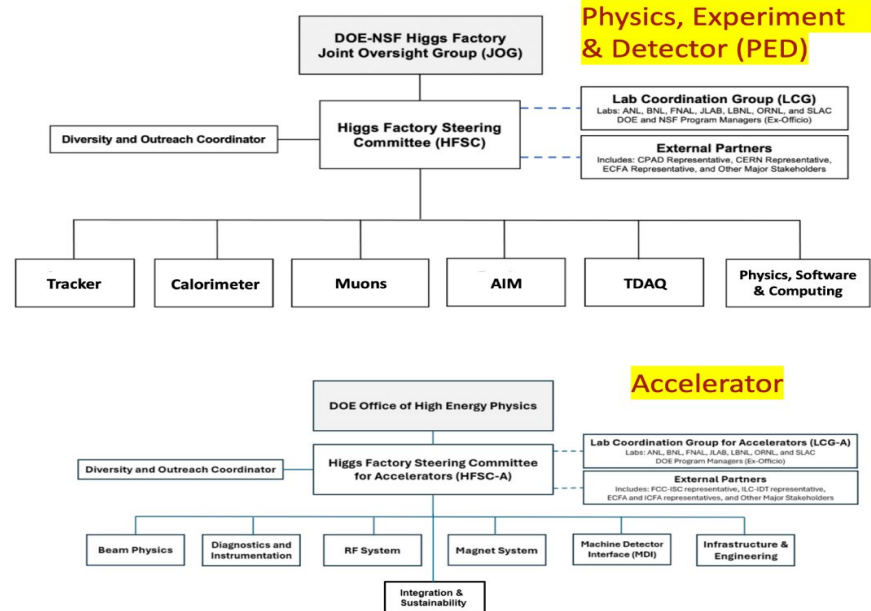 Physics, Experiment
& Detector (PED)
DOE-NSF Higgs Factory
Joint Oversight Group (JOG)
Lab Coordination Group (LCG)
Labs: ANL, BNL, FNAL, JLAB, LBNL, ORNL, and SLAC
DOE and NSF Program Managers (Ex-Officio)
Diversity and Outreach Coordinator
Higgs Factory Steering
Committee (HFSC)
External Partners
Includes: CPAD Representative, CERN Representative,
ECFA Representative, and Other Major Stakeholders
Tracker
Calorimeter
Muons
AIM
TDAQ
Physics, Software
& Computing
Accelerator
DOE Office of High Energy Physics
Lab Coordination Group for Accelerators (LCG-A)
Labs: ANL, BNL, FNAL, JLAB, LBNL, ORNL, and SLAC
DOE Program Managers (Ex-Officio)
Diversity and Outreach Coordinator
Higgs Factory Steering Committee
for Accelerators (HFSC-A)
External Partners
Includes: FCC-ISC representative, ILC-IDT representative,
ECFA and ICFA representatives, and Other Major Stakeholders
Beam Physics
Diagnostics and
Instrumentation
RF System
Magnet System
Machine Detector
Interface (MDI)
Infrastructure &
Engineering
Integration &
Sustainability